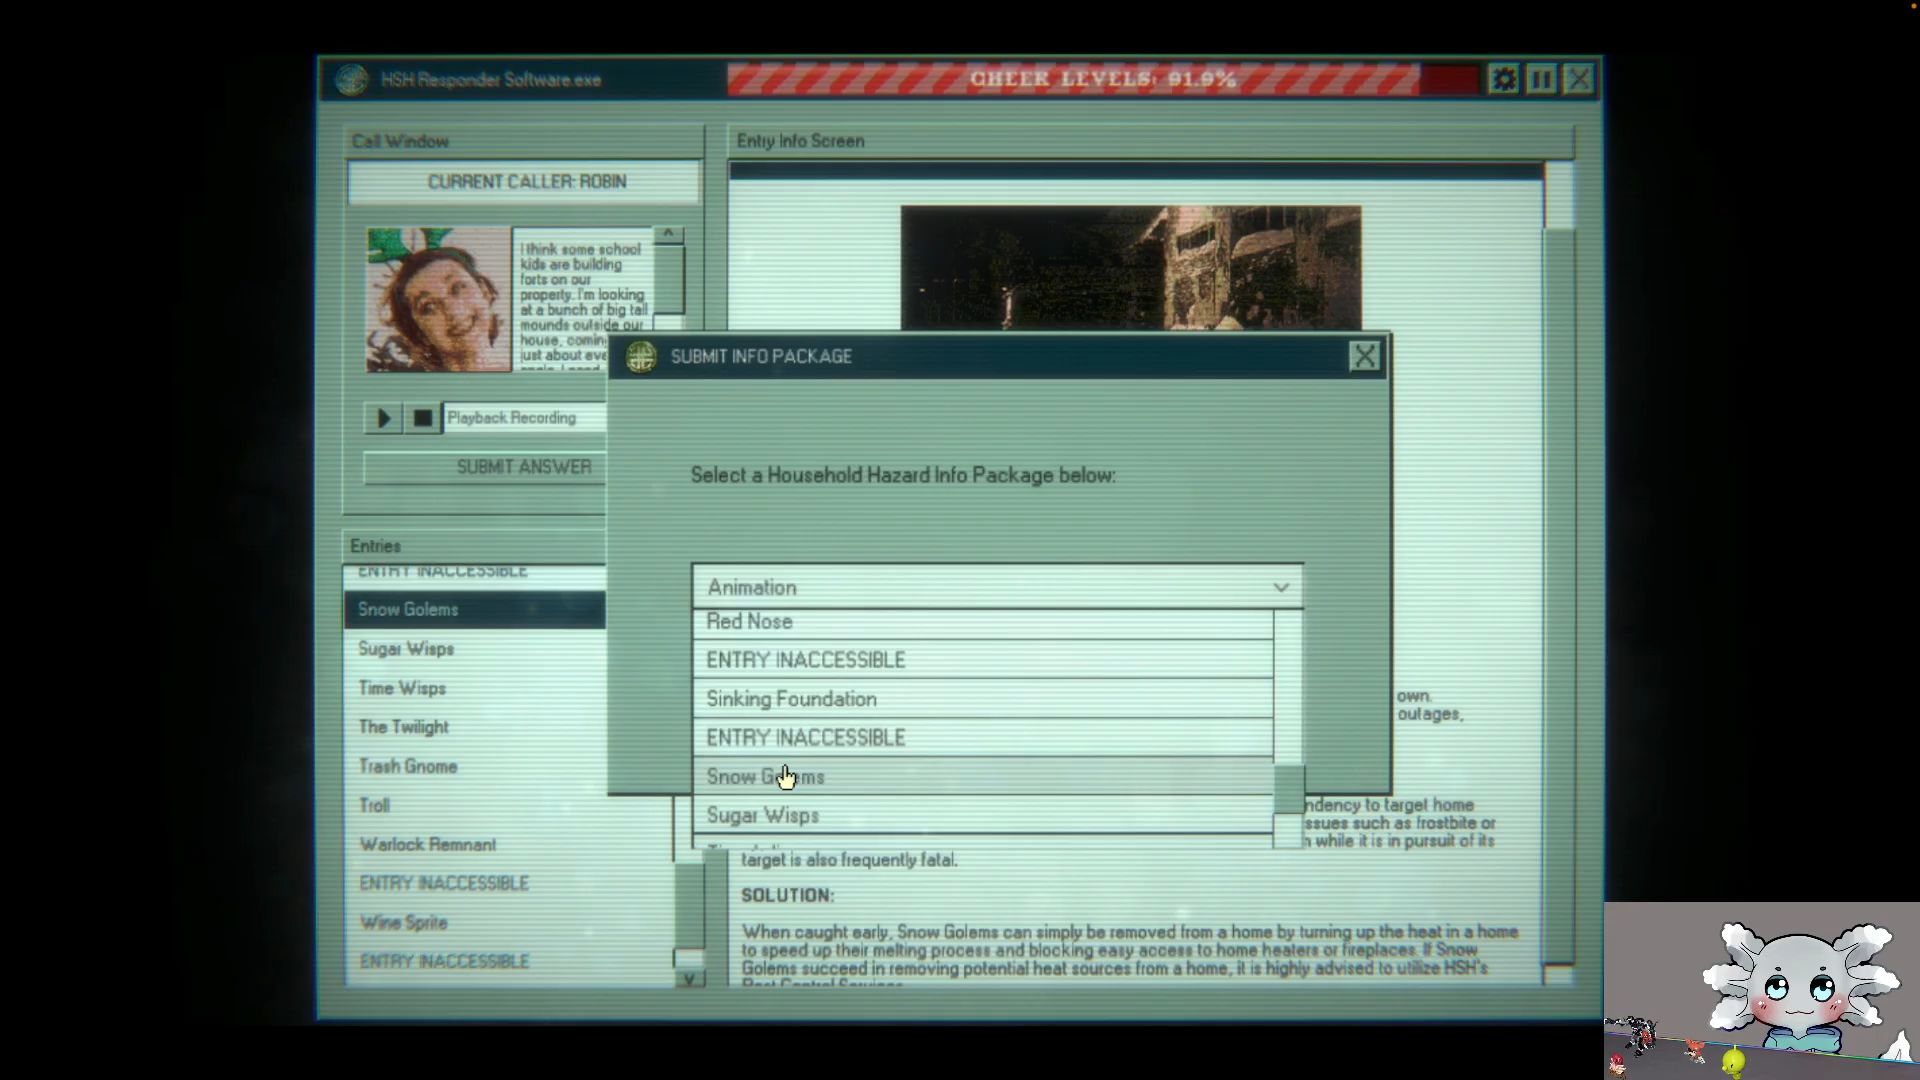 HSH Responder Software.exe
CHEER LEVELS: 91.9%
Call Window
CURRENT CALLER: ROBIN
I think some school
kids are building
forts on our
property. I'm looking
at a bunch of big tall
mounds outside our
house, coming
just about
Playback Recording
SUBMIT ANSWER
Entries
ENTRY INACCESSIBLE
Snow Golems
Sugar Wisps
Time Wisps
The Twilight
Trash Gnome
Troll
Warlock Remnant
ENTRY INACCESSIBLE
Wine Sprite
ENTRY INACCESSIBLE
Entry Info Screen
SUBMIT INFO PACKAGE
Select a Household Hazard Info Package below:
Animation
Red Nose
ENTRY INACCESSIBLE
Sinking Foundation
ENTRY INACCESSIBLE
Snow Golems
Sugar Wisps
own.
outages,
ndency to target home
ssues such as frostbite or
while it is in pursuit of its
target is also frequently fatal.
SOLUTION:
When caught early, Snow Golems can simply be removed from a home by turning up the heat in a home
to speed up their melting process and blocking easy access to home heaters or fireplaces. If Snow
Golems succeed in removing potential heat sources from a home, it is highly advised to utilize HSH's